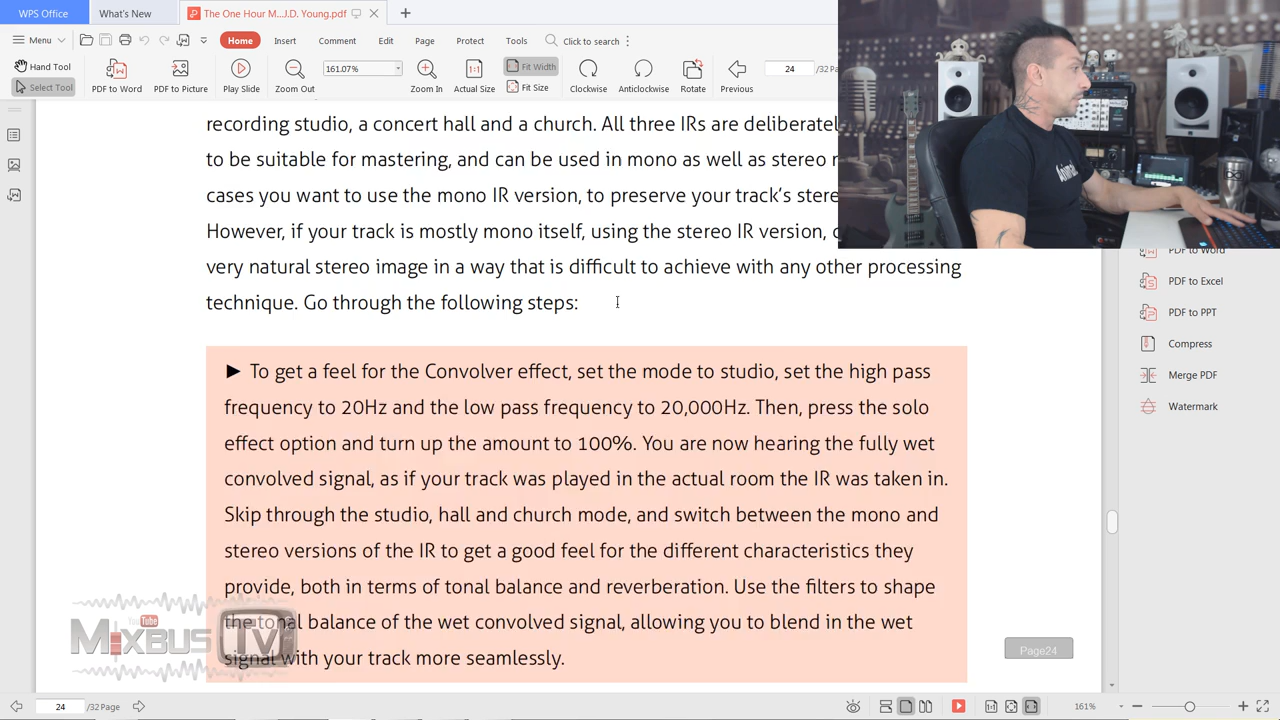 WPS Office
What's New
The One Hour M...J.D. Young.pdf
Menu
Home
Insert
Comment
Edit
Page
Protect
Tools
Click to search
Hand Tool
Select Tool
PDF to Word
PDF to Picture
Play Slide
Zoom Out
161.07%
Zoom In
Actual Size
Fit Width
Fit Size
Clockwise
Anticlockwise
Rotate
Previous
24
/32
recording studio, a concert hall and a church. All three IRs are deliberatel
to be suitable for mastering, and can be used in mono as well as stereo
cases you want to use the mono IR version, to preserve your track's stere
However, if your track is mostly mono itself, using the stereo IR version,
very natural stereo image in a way that is difficult to achieve with any other processing
technique. Go through the following steps:
► To get a feel for the Convolver effect, set the mode to studio, set the high pass
frequency to 20Hz and the low pass frequency to 20,000Hz. Then, press the solo
effect option and turn up the amount to 100%. You are now hearing the fully wet
convolved signal, as if your track was played in the actual room the IR was taken in.
Skip through the studio, hall and church mode, and switch between the mono and
stereo versions of the IR to get a good feel for the different characteristics they
provide, both in terms of tonal balance and reverberation. Use the filters to shape
the tonal balance of the wet convolved signal, allowing you to blend in the wet
signal with your track more seamlessly.
PDF to Word
PDF to Excel
PDF to PPT
Compress
Merge PDF
Watermark
YouTube
MixbusTv
Page24
24
/32Page
161%